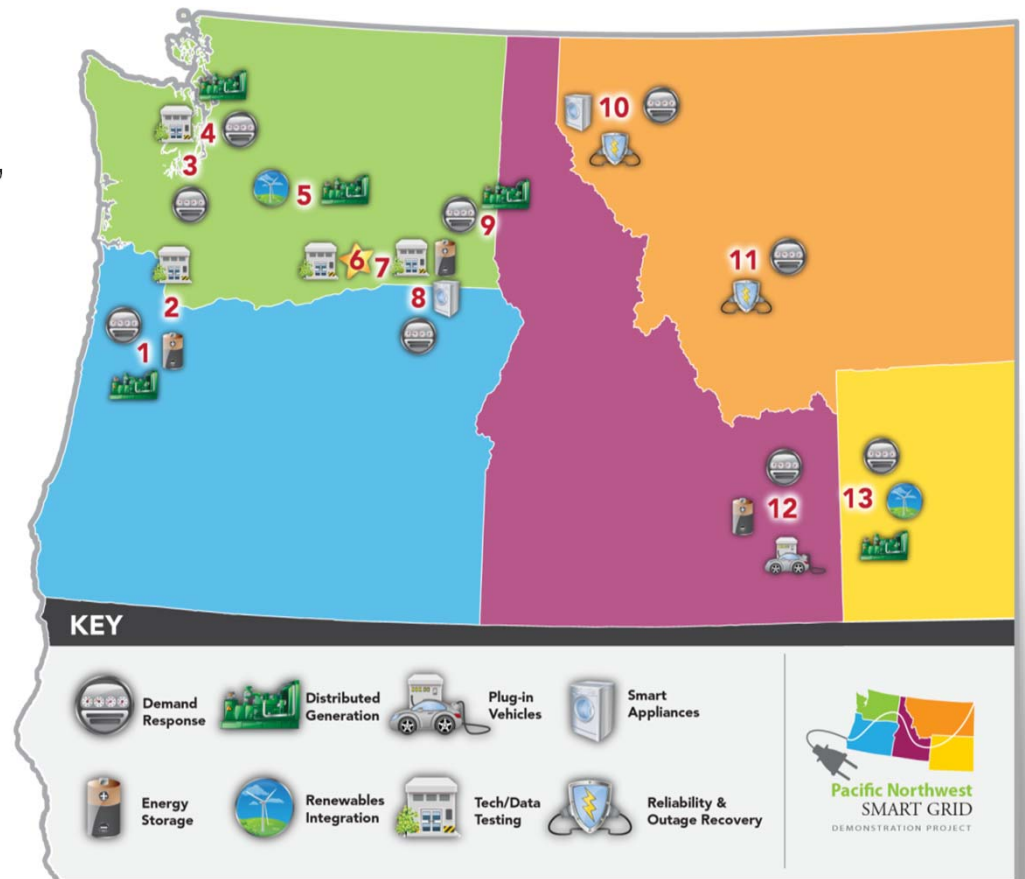 ,
10
4
3
5
9
6
7
11
8
2
1
12
13
KEY
Demand
Response
Distributed
Generation
Plug-in
Vehicles
Smart
Appliances
Energy
Storage
Renewables
Integration
Tech/Data
Testing
Reliability &
Outage Recovery
Pacific Northwest
SMART GRID
DEMONSTRATION PROJECT